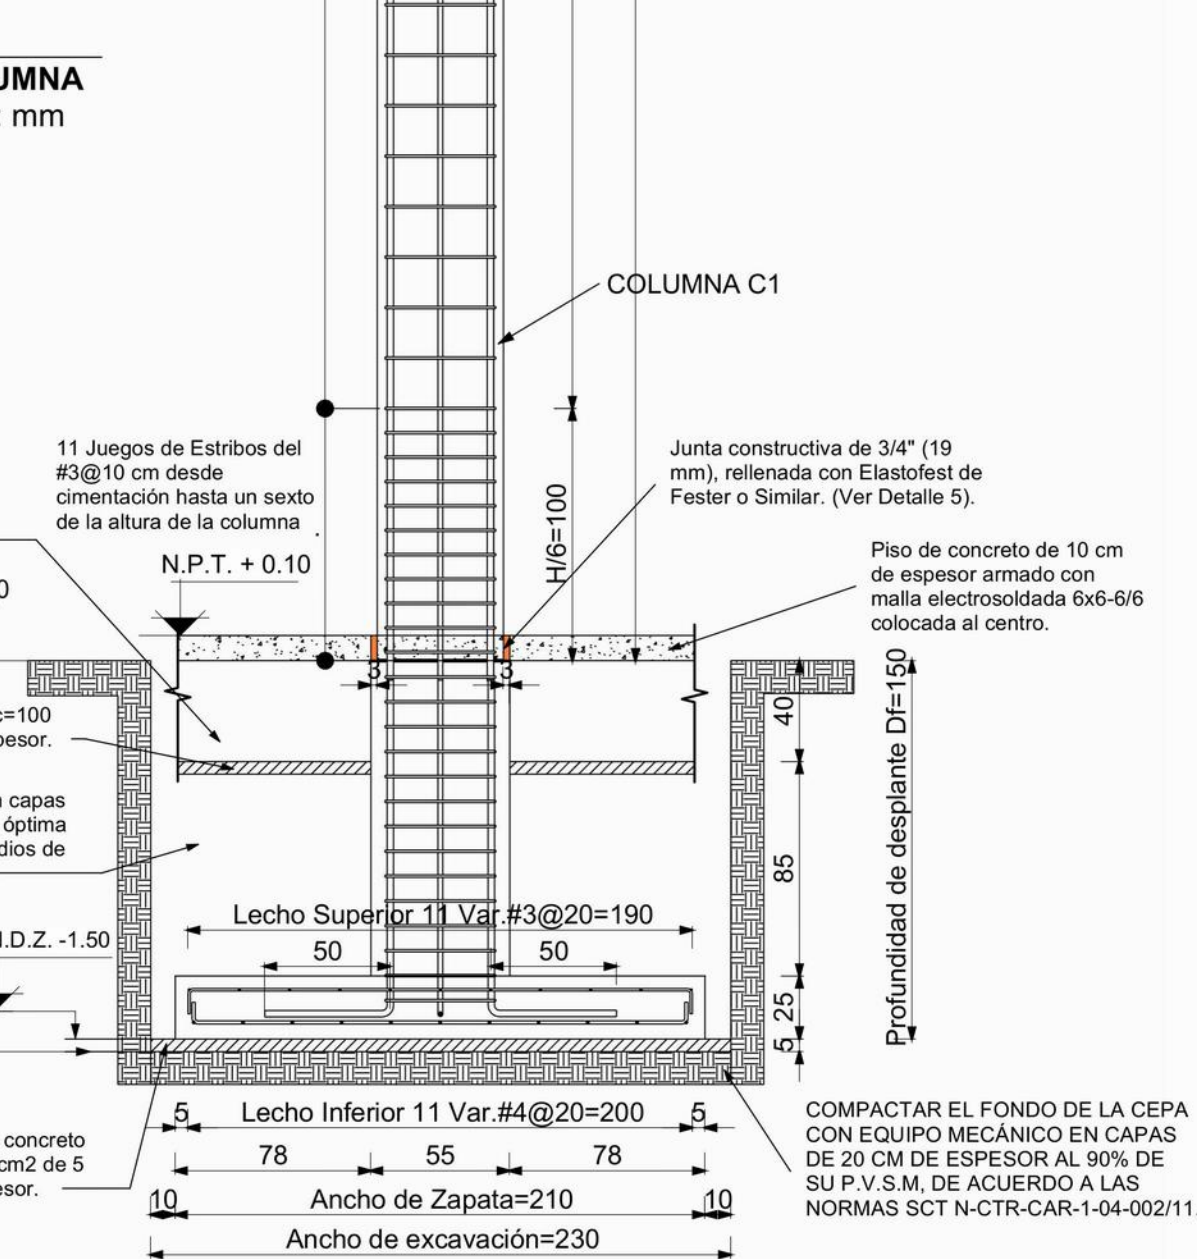 mm
COLUMNA C1
11 Juegos de Estribos del
#3@10 cm desde
cimentación hasta un sexto
de la altura de la columna
.
Junta constructiva de 3/4" (19
mm), rellenada con Elastofest de
Fester o Similar. (Ver Detalle 5).
H/6=100
N.P.T. + 0.10
Piso de concreto de 10 cm
de espesor armado con
malla electrosoldada 6x6-6/6
colocada al centro.
0
3
3
c=100
40
Profundidad de desplante Df=150
capas
óptima
85
Lecho Superior 11 Var.#3@20=190
.D.Z. -1.50
50
50
25
5
5
Lecho Inferior 11 Var.#4@20=200
5
COMPACTAR EL FONDO DE LA CEPA
CON EQUIPO MECÁNICO EN CAPAS
DE 20 CM DE ESPESOR AL 90% DE
SU P.V.S.M, DE ACUERDO A LAS
NORMAS SCT N-CTR-CAR-1-04-002/11.
concreto
cm2 de 5
78
55
78
10
Ancho de Zapata=210
10
Ancho de excavación=230